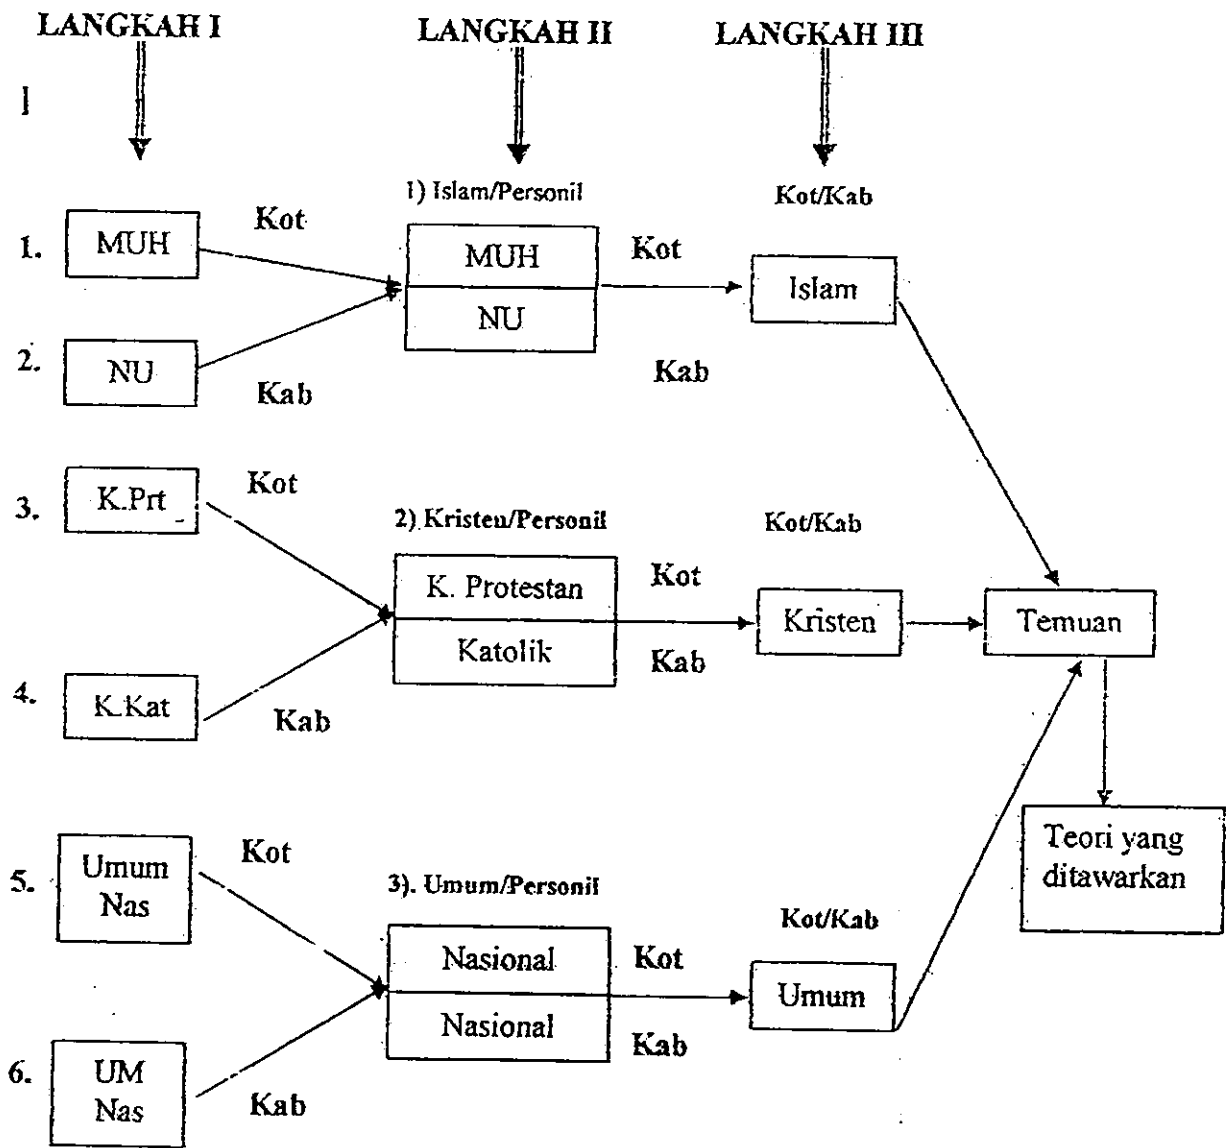 LANGKAH I
LANGKAH II
LANGKAH III
1) Islam/Personil
Kot/Kab
1.
MUH
Kot
MUH
Kot
Islam
NU
2.
NU
Kab
Kab
3.
K.Prt
Kot
2) Kristen/Personil
Kot/Kab
K. Protestan
Kot
Kristen
Temuan
Katolik
Kab
4.
K.Kat
Kab
5.
Umum
Nas
Kot
3). Umum/Personil
Kot/Kab
Teori yang
ditawarkan
Nasional
Kot
Umum
Nasional
Kab
6.
UM
Nas
Kab